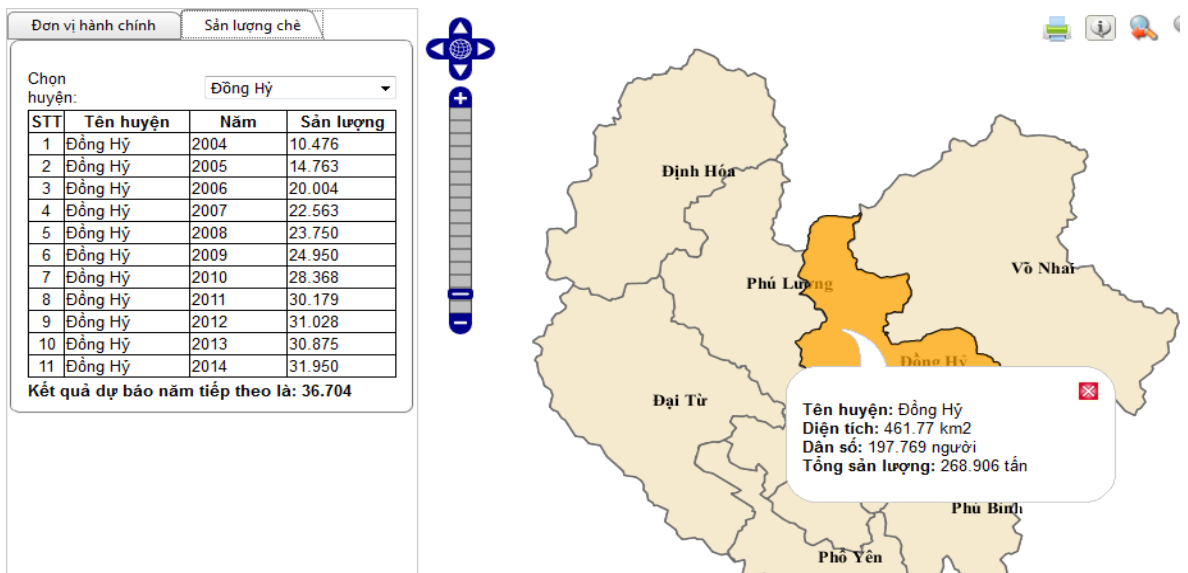 Đơn vị hành chính
Sản lượng chè
Chọn
huyện:
Đồng Hỷ
STT Tên huyện Năm Sản lượng
1 Đồng Hỷ 2004 10.476
2 Đồng Hỷ 2005 14.763
3 Đồng Hỷ 2006 20.004
4 Đồng Hỷ 2007 22.563
5 Đồng Hỷ 2008 23.750
6 Đồng Hỷ 2009 24.950
7 Đồng Hỷ 2010 28.368
8 Đồng Hỷ 2011 30.179
9 Đồng Hỷ 2012 31.028
10 Đồng Hỷ 2013 30.875
11 Đồng Hỷ 2014 31.950
Kết quả dự báo năm tiếp theo là: 36.704
Định Hóa
Võ Nhai
Phú Lương
Đồng Hỷ
Đại Từ
Tên huyện: Đồng Hỷ
Diện tích: 461.77 km2
Dân số: 197.769 người
Tổng sản lượng: 268.906 tấn
Phú Bình
Phổ Yên